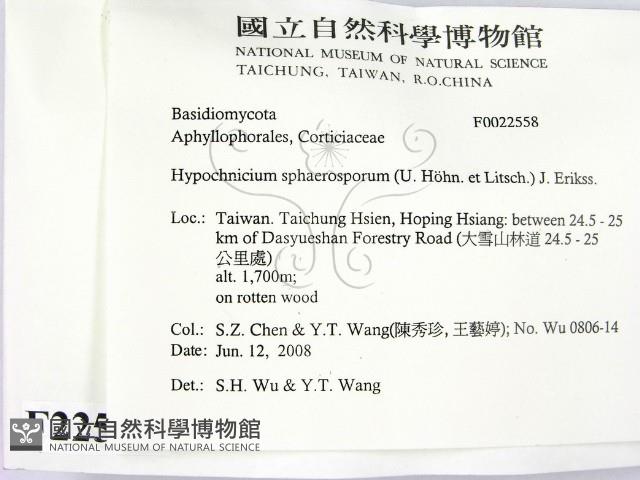 國立自然科學博物館
NATIONAL MUSEUM OF NATURAL SCIENCE
TAICHUNG, TAIWAN, R.O.CHINA
Basidiomycota
F0022558
Aphyllophorales, Corticiaceae
Hypochnicium sphaerosporum (U. Höhn. et Litsch.) J. Erikss.
Loc.: Taiwan. Taichung Hsien, Hoping Hsiang: between 24.5 - 25
km of Dasyueshan Forestry Road (大雪山林道 24.5 - 25
公里處)
alt. 1,700m;
on rotten wood
Col.: S.Z. Chen & Y.T. Wang(陳秀珍, 王藝婷); No. Wu 0806-14
Date: Jun. 12, 2008
Det.: S.H. Wu & Y.T. Wang
F225
國立自然科學博物館
NATIONAL MUSEUM OF NATURAL SCIENCE